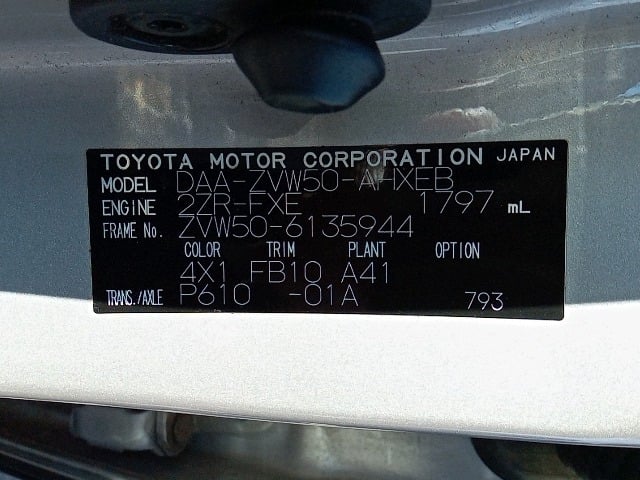 TOYOTA MOTOR CORPORATION JAPAN
MODEL DAA-ZVW50-AHXEB
ENGINE 2ZR-FXE 1797 mL
FRAME No. ZVW50-6135944
COLOR TRIM PLANT OPTION
4X1 FB10 A41
TRANS./AXLE P610 -01A 793